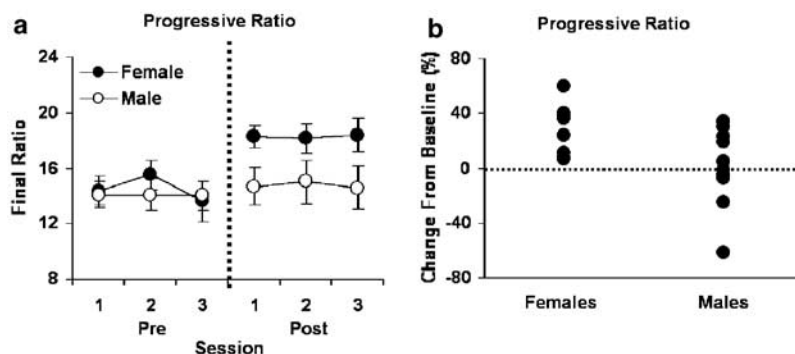 a
Progressive Ratio
24
20
16
12
8
Final Ratio
Female
Male
1 2 3 1 2 3
Pre Post
Session
b
Progressive Ratio
80
40
0
-40
-80
Change From Baseline (%)
Females Males